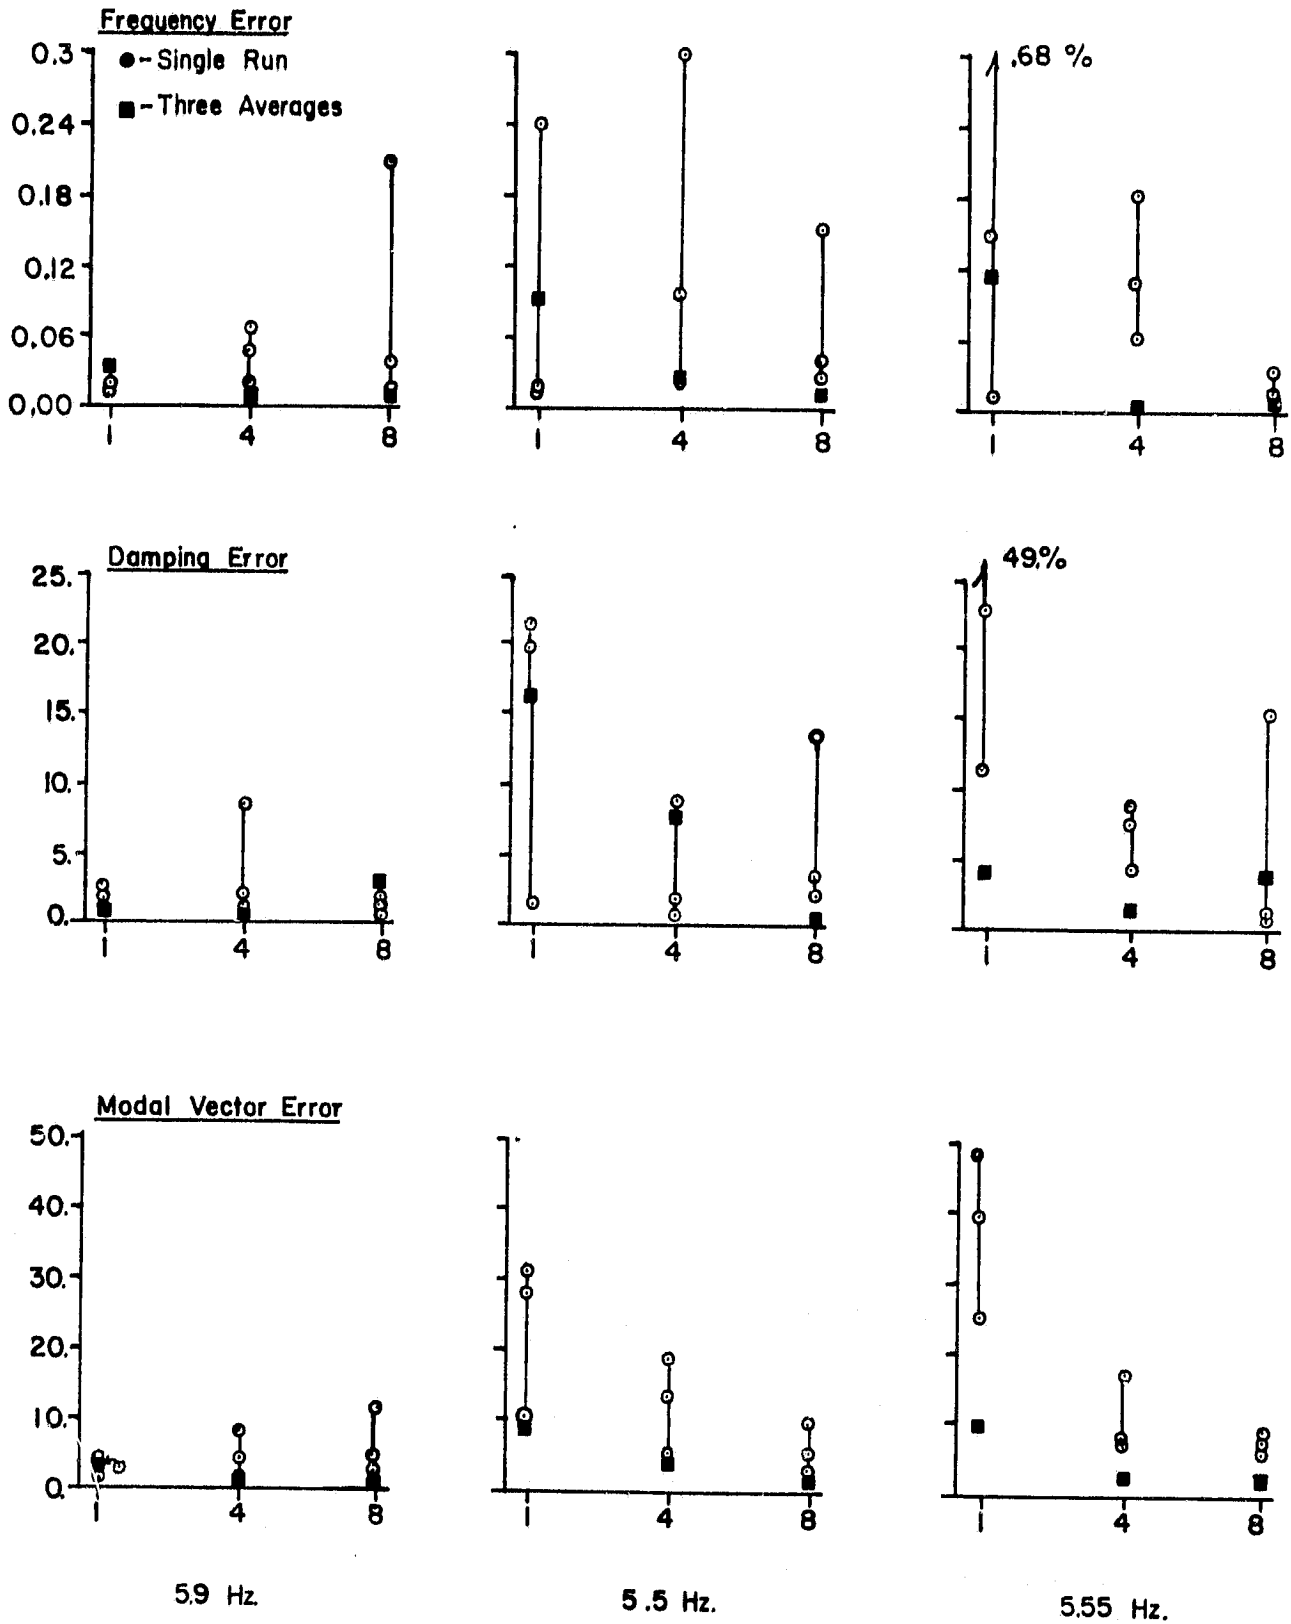 Frequency Error
0.3
●-Single Run
■-Three Averages
0.24
0.18
0.12
0.06
0.00
1 4 8
1 4 8
.68 %
1 4 8
Damping Error
25.
20.
15.
10.
5.
0.
1 4 8
1 4 8
49.%
1 4 8
Modal Vector Error
50.
40.
30.
20.
10.
0.
1 4 8
1 4 8
1 4 8
5.9 Hz.
5.5 Hz.
5.55 Hz.